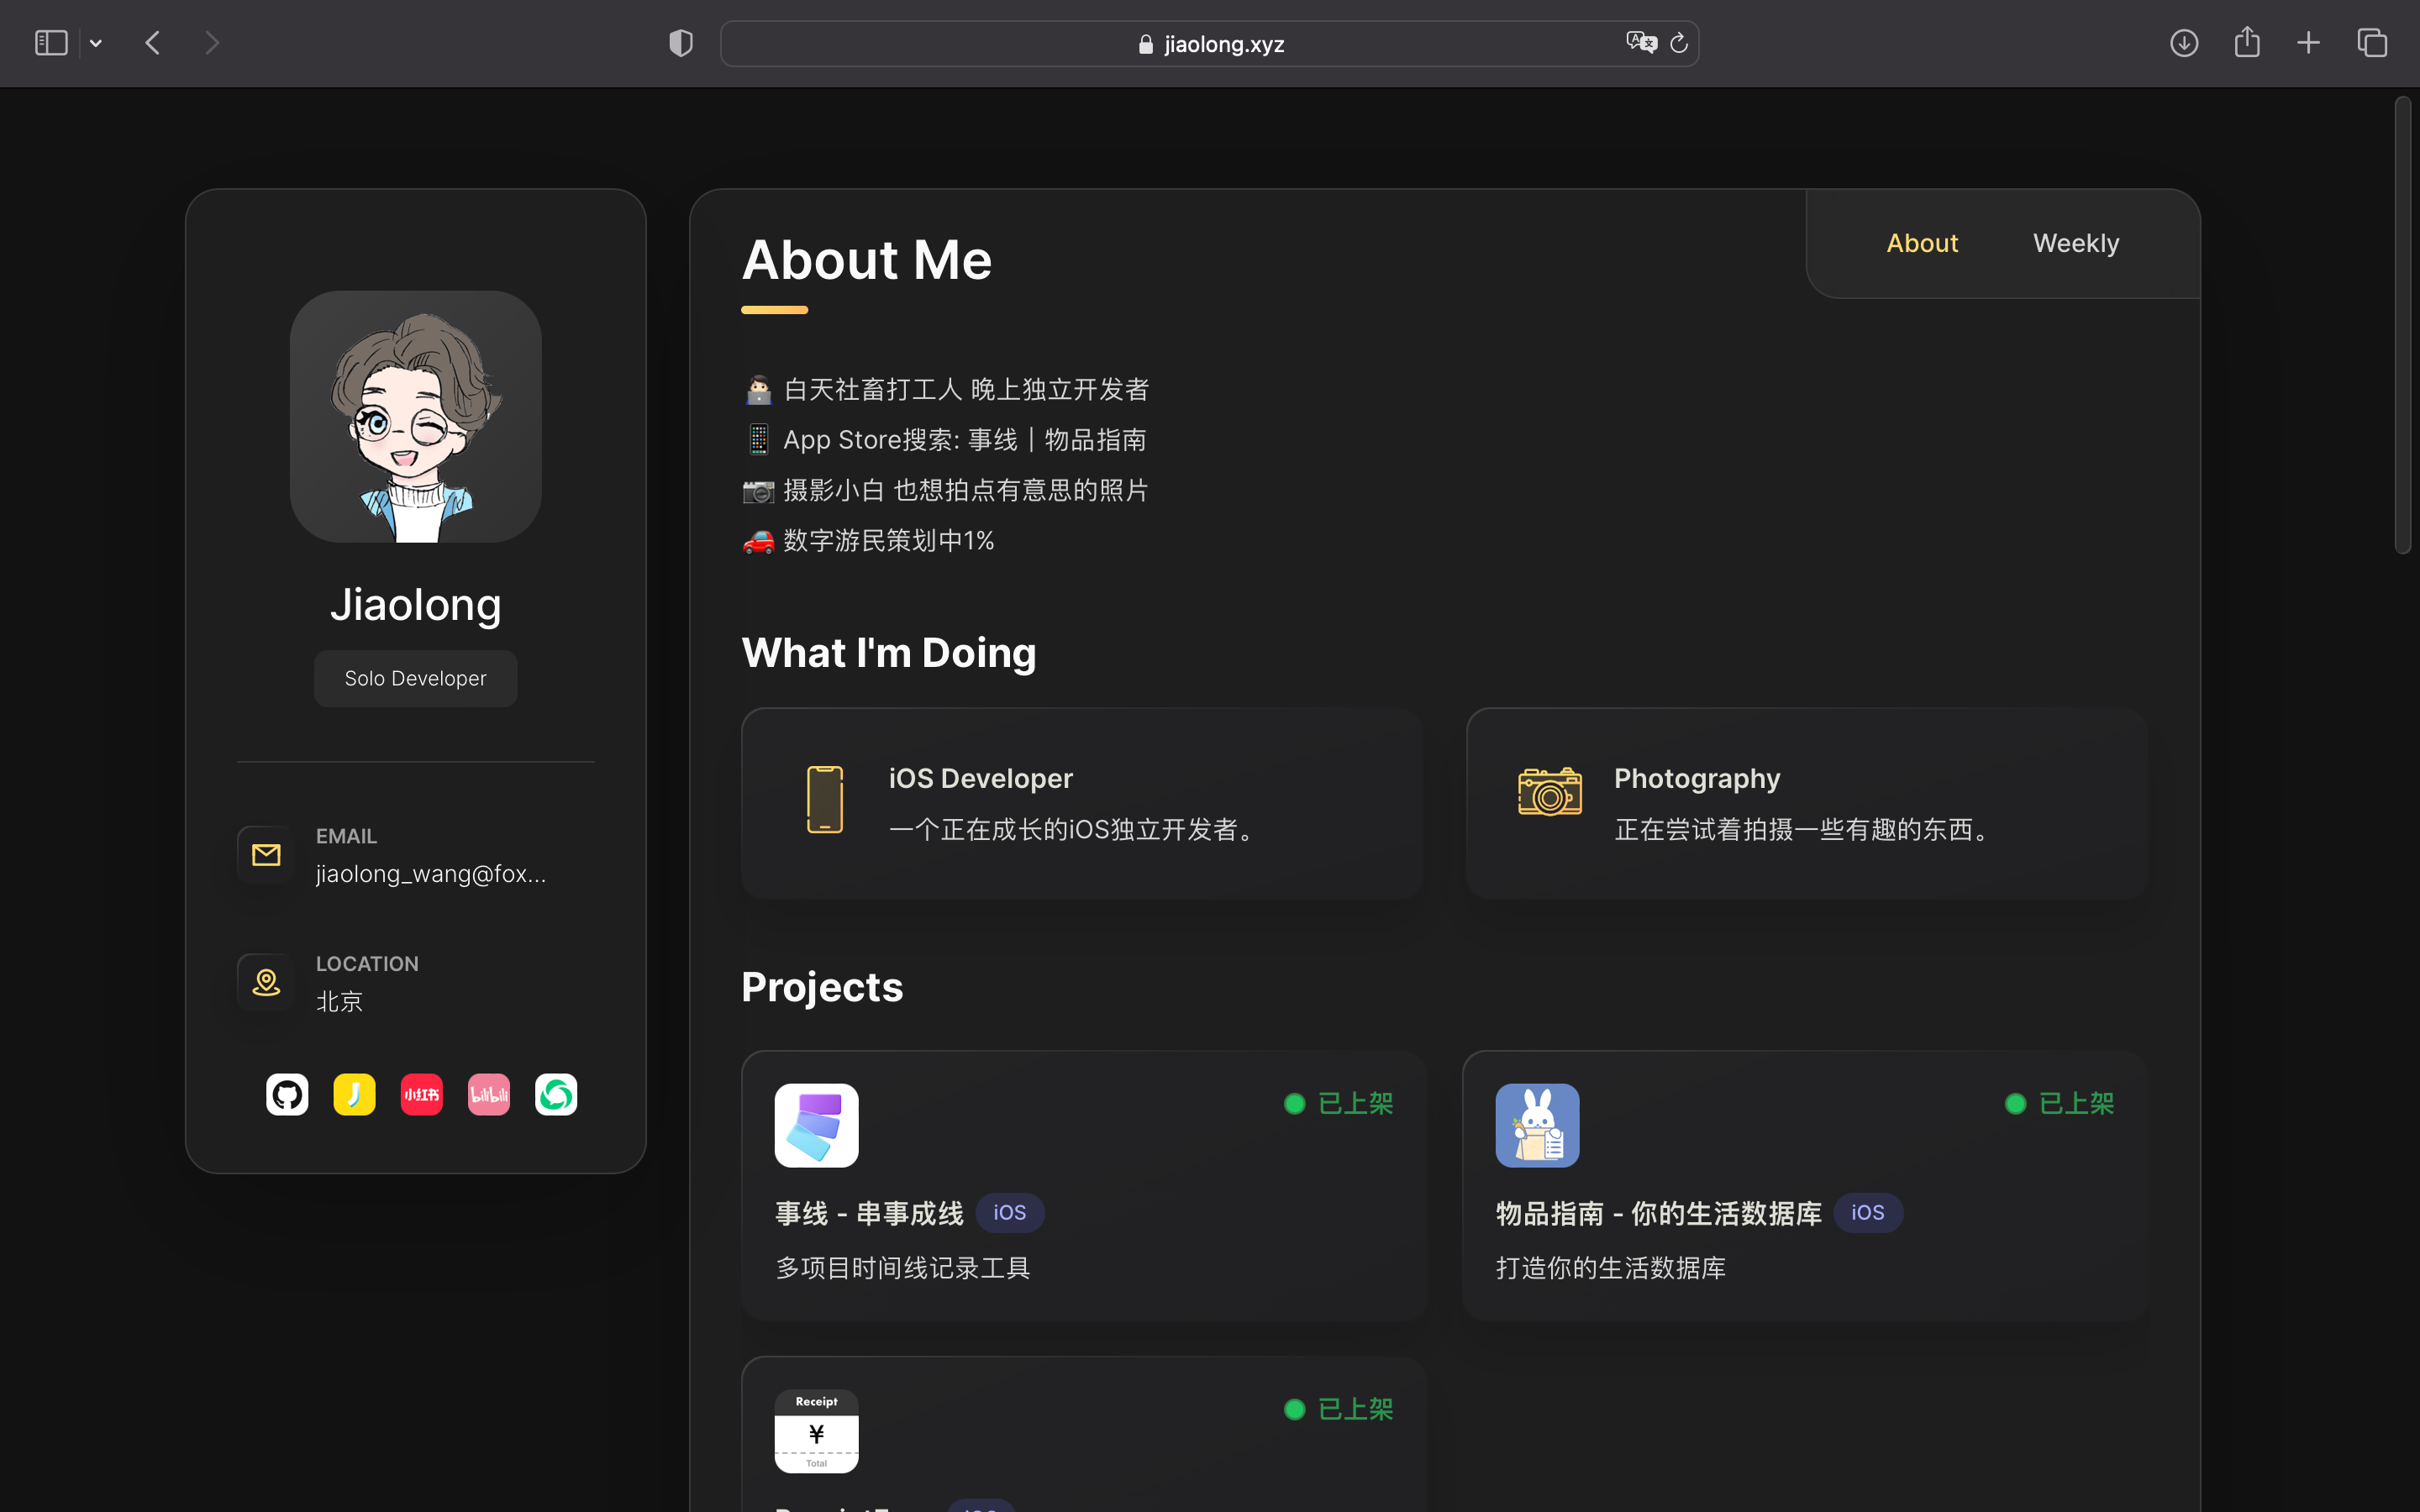 jiaolong.xyz
About Me
About
Weekly
白天社畜打工人 晚上独立开发者
App Store搜索: 事线｜物品指南
摄影小白 也想拍点有意思的照片
数字游民策划中1%
Jiaolong
Solo Developer
EMAIL
jiaolong_wang@fox...
LOCATION
北京
小红书
bilibili
What I'm Doing
iOS Developer
一个正在成长的iOS独立开发者。
Photography
正在尝试着拍摄一些有趣的东西。
Projects
已上架
事线 - 串事成线
iOS
多项目时间线记录工具
已上架
物品指南 - 你的生活数据库
iOS
打造你的生活数据库
Receipt
¥
Total
已上架